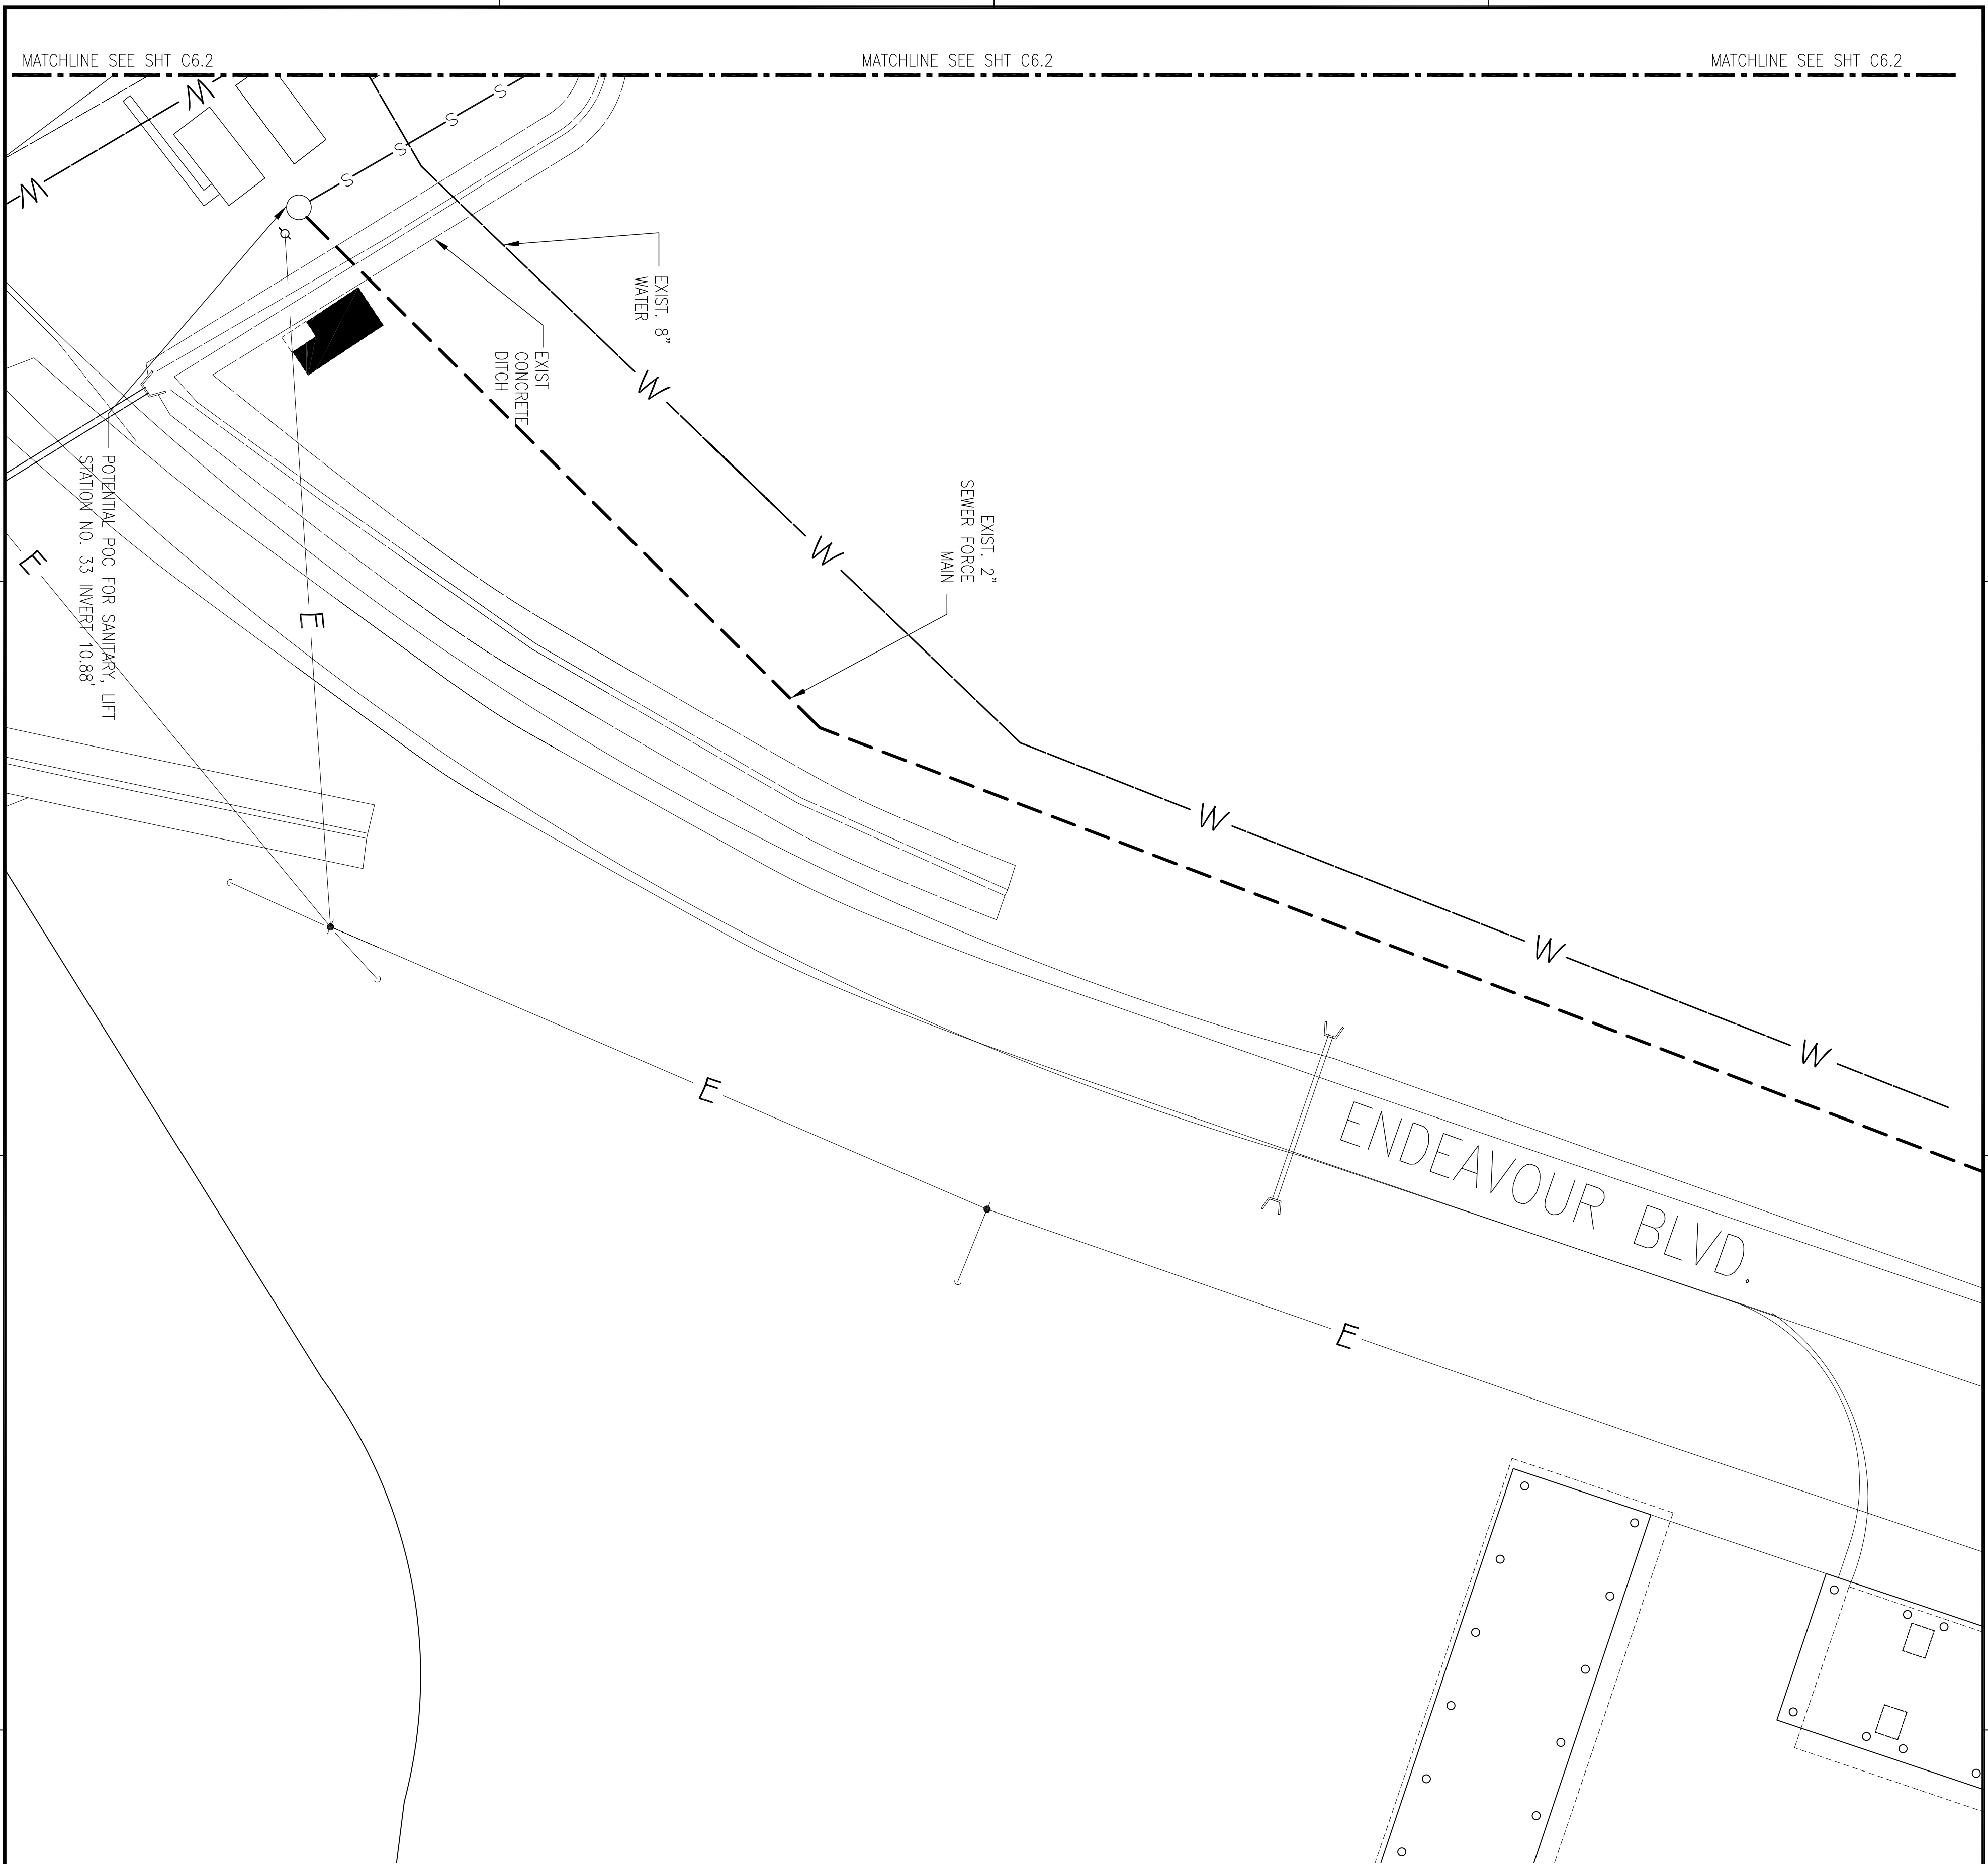 MATCHLINE SEE SHT C6.2
MATCHLINE SEE SHT C6.2
MATCHLINE SEE SHT C6.2
W
W
S
S
S
S
EXIST. 8"
WATER
EXIST
CONCRETE
DITCH
W
EXIST. 2"
SEWER FORCE
MAIN
POTENTIAL POC FOR SANITARY, LIFT
STATION NO. 33 INVERT 10.88'
W
E
E
W
W
W
E
ENDEAVOUR BLVD.
E